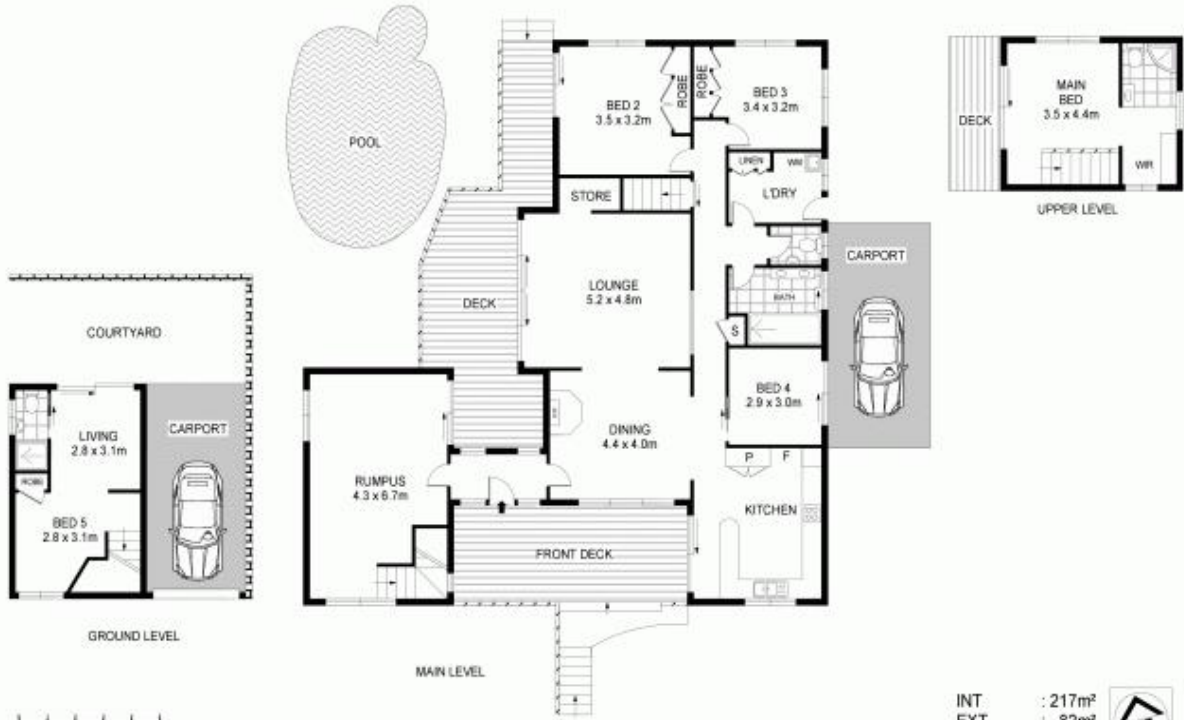 POOL
BED 2
3.5 x 3.2m
ROBE
ROBE
BED 3
3.4 x 3.2m
DECK
MAIN
BED
3.5 x 4.4m
WIR
UPPER LEVEL
LINEN
WM
L'DRY
STORE
CARPORT
LOUNGE
5.2 x 4.8m
DECK
BATH
S
COURTYARD
BED 4
2.9 x 3.0m
LIVING
2.8 x 3.1m
CARPORT
DINING
4.4 x 4.0m
P
F
ROBE
RUMPUS
4.3 x 6.7m
KITCHEN
BED 5
2.8 x 3.1m
FRONT DECK
GROUND LEVEL
MAIN LEVEL
INT : 217m²
EXT : 82m²